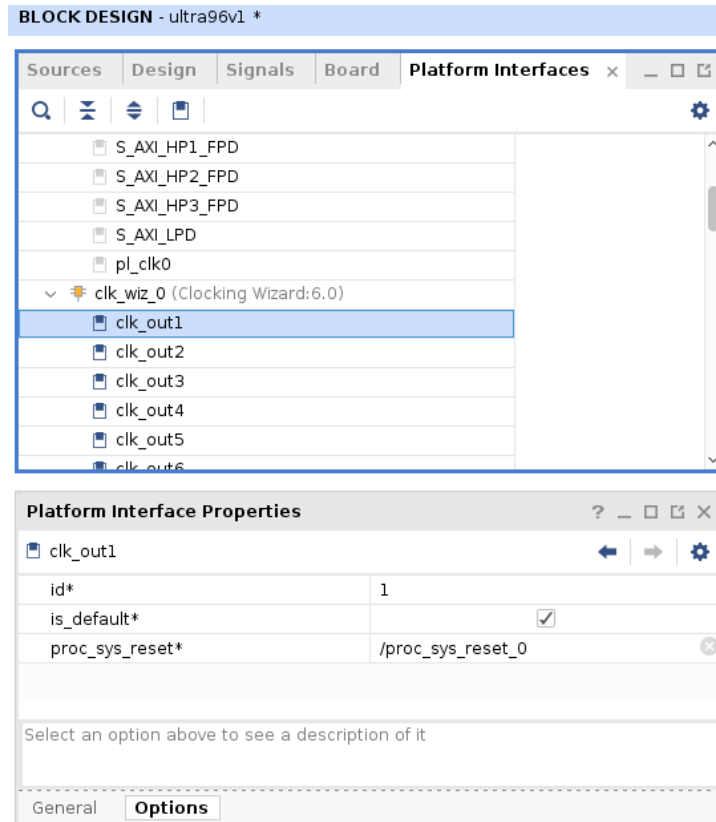 BLOCK DESIGN - ultra96v1 *
Sources Design Signals Board Platform Interfaces
S_AXI_HP1_FPD
S_AXI_HP2_FPD
S_AXI_HP3_FPD
S_AXI_LPD
pl_clk0
clk_wiz_0 (Clocking Wizard:6.0)
clk_out1
clk_out2
clk_out3
clk_out4
clk_out5
clk_out6
Platform Interface Properties
clk_out1
id* 1
is_default*
proc_sys_reset* /proc_sys_reset_0
Select an option above to see a description of it
General Options